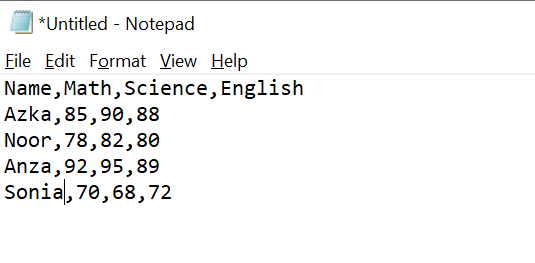 *Untitled - Notepad
File Edit Format View Help
Name,Math,Science,English
Azka,85,90,88
Noor,78,82,80
Anza,92,95,89
Sonia,70,68,72